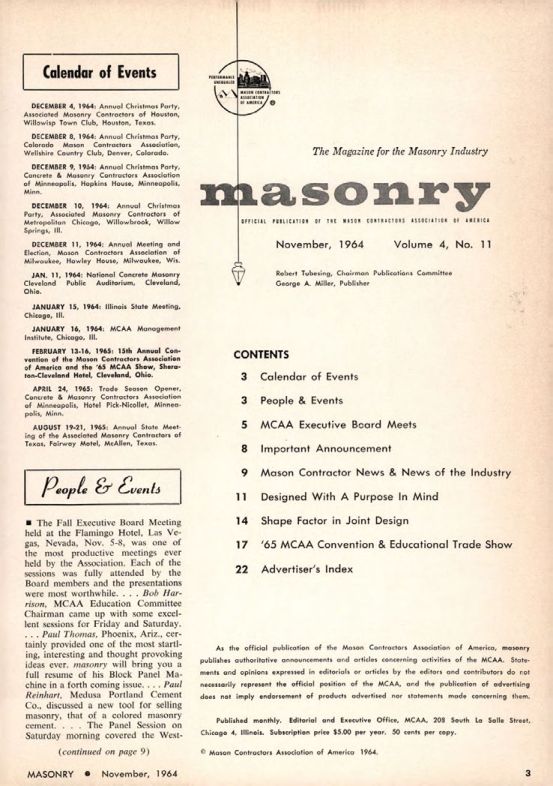 Calendar of Events
DECEMBER 4, 1964: Annual Christmas Party,
Associated Masonry Contractors of Houston,
Willowisp Town Club, Houston, Texas.
DECEMBER 8, 1964: Annual Christmas Party,
Colorado Mason Contractors Association,
Wellshire Country Club, Denver, Colorado.
DECEMBER 9, 1964: Annual Christmas Party,
Concrete & Masonry Contractors Association
of Minneapolis, Hopkins House, Minneapolis,
Minn.
DECEMBER 10, 1964: Annual Christmas
Party, Associated Masonry Contractors of
Metropolitan Chicago, Willowbrook, Willow
Springs, Ill.
DECEMBER 11, 1964: Annual Meeting and
Election, Mason Contractors Association of
Milwaukee, Howley House, Milwaukee, Wis.
JAN. 11, 1964: National Concrete Masonry
Cleveland Public Auditorium, Cleveland,
Ohio.
JANUARY 15, 1964: Illinois State Meeting,
Chicago, Ill.
JANUARY 16, 1964: MCAA Management
Institute, Chicago, Ill.
FEBRUARY 13-16, 1965: 15th Annual Con-
vention of the Mason Contractors Association
of America and the '65 MCAA Show, Shera-
ton-Cleveland Hotel, Cleveland, Ohio.
APRIL 24, 1965: Trade Season Opener,
Concrete & Masonry Contractors Association
of Minneapolis, Hotel Pick-Nicollet, Minnea-
polis, Minn.
AUGUST 19-21, 1965: Annual State Meet-
ing of the Associated Masonry Contractors of
Texas, Fairway Motel, McAllen, Texas.
People & Events
■ The Fall Executive Board Meeting
held at the Flamingo Hotel, Las Ve-
gas, Nevada, Nov. 5-8, was one of
the most productive meetings ever
held by the Association. Each of the
sessions was fully attended by the
Board members and the presentations
were most worthwhile. . . . Bob Har-
rison, MCAA Education Committee
Chairman came up with some excel-
lent sessions for Friday and Saturday.
. . . Paul Thomas, Phoenix, Ariz., cer-
tainly provided one of the most startl-
ing, interesting and thought provoking
ideas ever. masonry will bring you a
full resume of his Block Panel Ma-
chine in a forth coming issue. . . . Paul
Reinhart, Medusa Portland Cement
Co., discussed a new tool for selling
masonry, that of a colored masonry
cement. . . . The Panel Session on
Saturday morning covered the West-
(continued on page 9)
PERFORMANCE
UNEQUALED
MASON CONTRACTORS
ASSOCIATION
OF AMERICA
The Magazine for the Masonry Industry
masonry
OFFICIAL PUBLICATION OF THE MASON CONTRACTORS ASSOCIATION OF AMERICA
November, 1964 Volume 4, No. 11
Robert Tubesing, Chairman Publications Committee
George A. Miller, Publisher
CONTENTS
3 Calendar of Events
3 People & Events
5 MCAA Executive Board Meets
8 Important Announcement
9 Mason Contractor News & News of the Industry
11 Designed With A Purpose In Mind
14 Shape Factor in Joint Design
17 '65 MCAA Convention & Educational Trade Show
22 Advertiser's Index
As the official publication of the Mason Contractors Association of America, masonry
publishes authoritative announcements and articles concerning activities of the MCAA. State-
ments and opinions expressed in editorials or articles by the editors and contributors do not
necessarily represent the official position of the MCAA, and the publication of advertising
does not imply endorsement of products advertised nor statements made concerning them.
Published monthly. Editorial and Executive Office, MCAA, 208 South La Salle Street,
Chicago 4, Illinois. Subscription price $5.00 per year. 50 cents per copy.
© Mason Contractors Association of America 1964.
MASONRY ● November, 1964
3